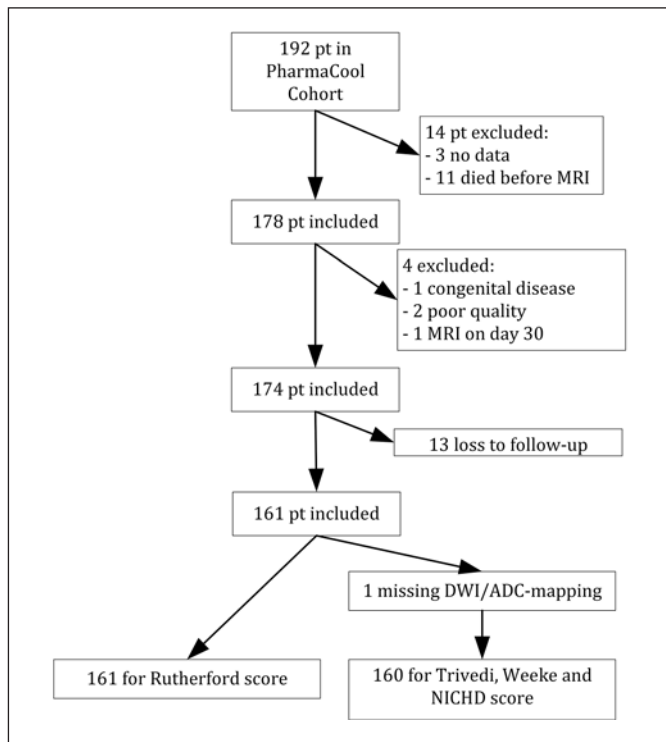 192 pt in
PharmaCool
Cohort
14 pt excluded:
- 3 no data
- 11 died before MRI
178 pt included
4 excluded:
- 1 congenital disease
- 2 poor quality
- 1 MRI on day 30
174 pt included
13 loss to follow-up
161 pt included
1 missing DWI/ADC-mapping
161 for Rutherford score
160 for Trivedi, Weeke and
NICHD score